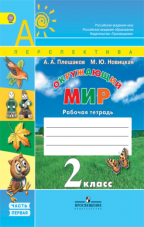 ПЕРСПЕКТИВА
А. А. Плешаков М. Ю. Новицкая
ОКРУЖАЮЩИЙ
МИР
Рабочая тетрадь
2 класс
ЧАСТЬ
ПЕРВАЯ
ПРОСВЕЩЕНИЕ